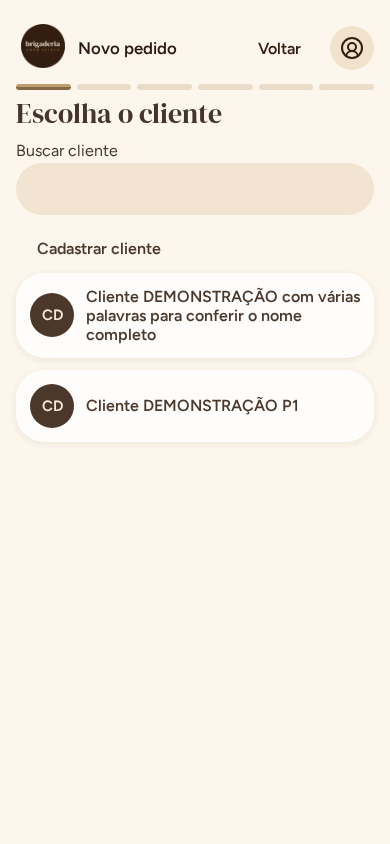 brigaderia
Novo pedido
Voltar
Escolha o cliente
Buscar cliente
Cadastrar cliente
CD
Cliente DEMONSTRAÇÃO com várias
palavras para conferir o nome
completo
CD
Cliente DEMONSTRAÇÃO P1